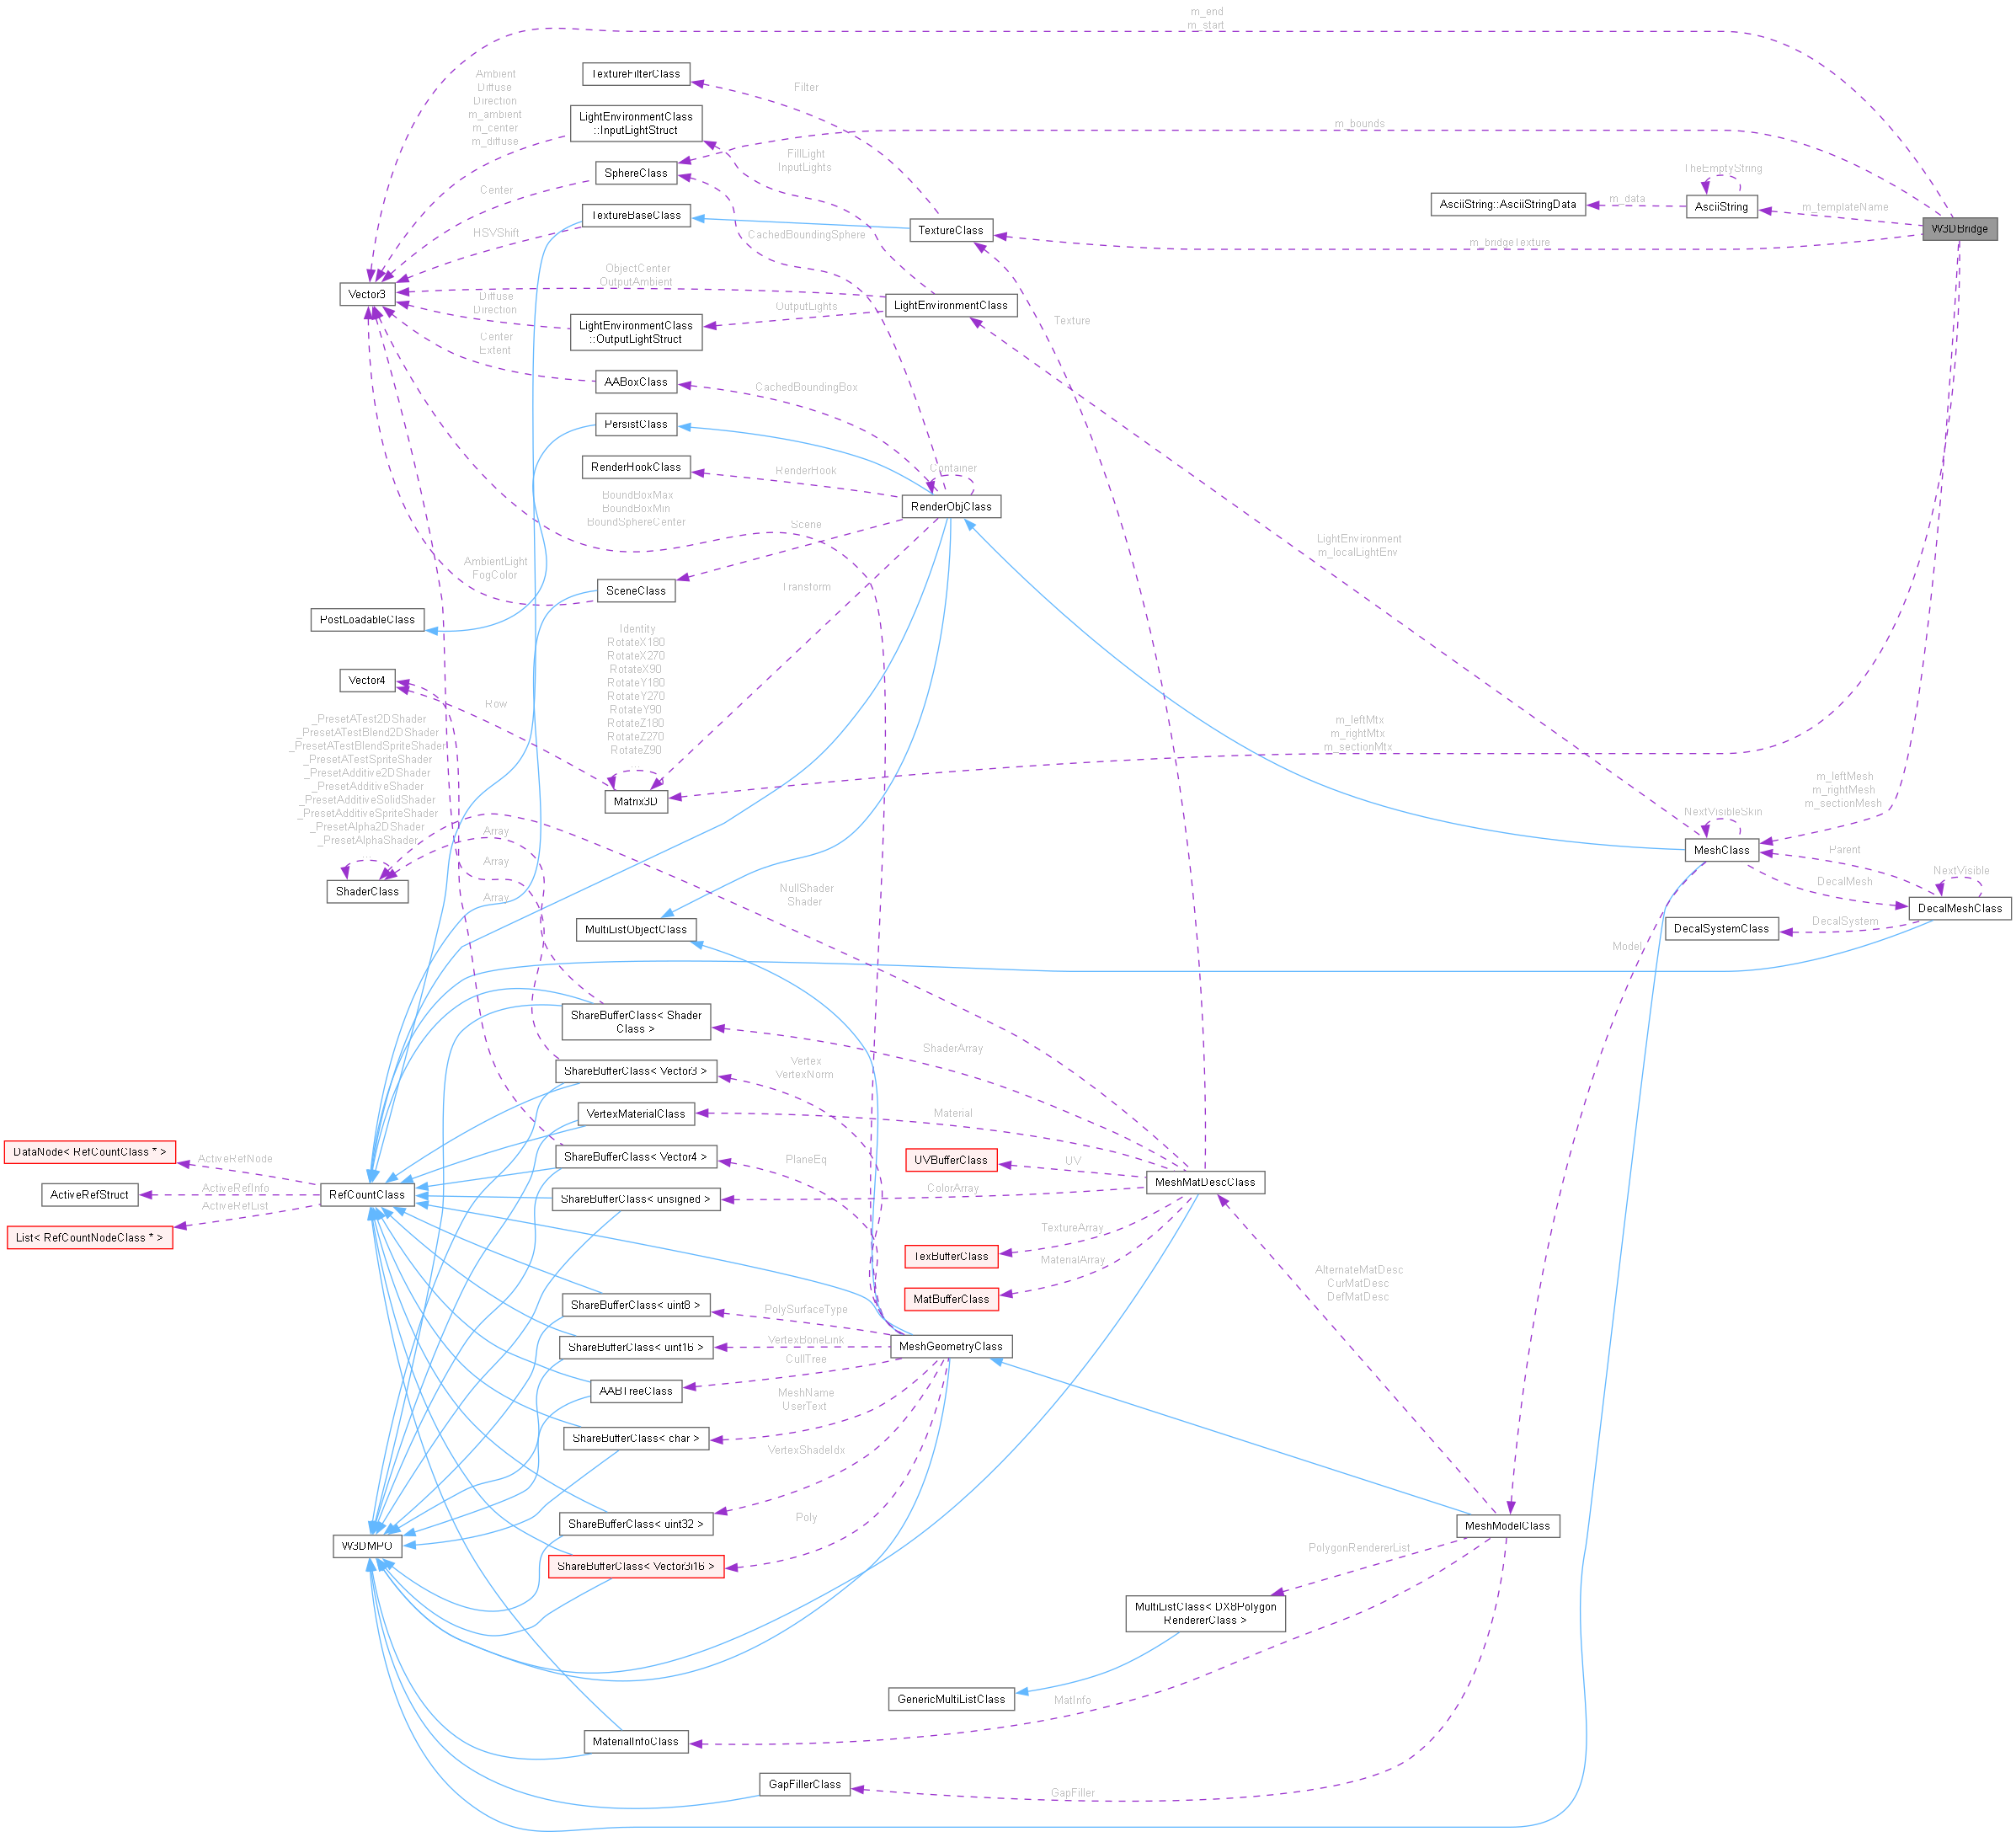 m_end
m_start
TextureFilterClass
Ambient
Diffuse
Direction
m_ambient
m_center
m_diffuse
Filter
LightEnvironmentClass
::InputLightStruct
m_bounds
FillLight
InputLights
SphereClass
TheEmptyString
Center
AsciiString::AsciiStringData
m_data
AsciiString
m_templateName
TextureBaseClass
HSVShift
CachedBoundingSphere
TextureClass
m_bridgeTexture
W3DBridge
ObjectCenter
OutputAmbient
Vector3
Diffuse
Direction
LightEnvironmentClass
::OutputLightStruct
OutputLights
LightEnvironmentClass
Texture
Center
Extent
AABoxClass
CachedBoundingBox
PersistClass
RenderHookClass
RenderHook
Container
RenderObjClass
BoundBoxMax
BoundBoxMin
BoundSphereCenter
Scene
LightEnvironment
m_localLightEnv
AmbientLight
FogColor
SceneClass
Transform
PostLoadableClass
Identity
RotateX180
RotateX270
RotateX90
RotateY180
RotateY270
RotateY90
RotateZ180
RotateZ270
RotateZ90
...
Vector4
Row
m_leftMtx
m_rightMtx
m_sectionMtx
_PresetATest2DShader
_PresetATestBlend2DShader
_PresetATestBlendSpriteShader
_PresetATestSpriteShader
_PresetAdditive2DShader
_PresetAdditiveShader
_PresetAdditiveSolidShader
_PresetAdditiveSpriteShader
_PresetAlpha2DShader
_PresetAlphaShader
...
Matrix3D
m_leftMesh
m_rightMesh
m_sectionMesh
NextVisibleSkin
MeshClass
Parent
DecalMesh
NextVisible
DecalMeshClass
Array
Array
Array
ShaderClass
NullShader
Shader
MultiListObjectClass
DecalSystemClass
DecalSystem
Model
ShareBufferClass< Shader
Class >
ShaderArray
ShareBufferClass< Vector3 >
Vertex
VertexNorm
VertexMaterialClass
Material
DataNode< RefCountClass * >
ActiveRefNode
ShareBufferClass< Vector4 >
PlaneEq
UVBufferClass
UV
MeshMatDescClass
ActiveRefStruct
ActiveRefInfo
RefCountClass
ShareBufferClass< unsigned >
ColorArray
ActiveRefList
List< RefCountNodeClass * >
TextureArray
TexBufferClass
MaterialArray
MatBufferClass
AlternateMatDesc
CurMatDesc
DefMatDesc
ShareBufferClass< uint8 >
PolySurfaceType
ShareBufferClass< uint16 >
VertexBoneLink
MeshGeometryClass
AABTreeClass
CullTree
MeshName
UserText
ShareBufferClass< char >
VertexShadeIdx
ShareBufferClass< uint32 >
Poly
MeshModelClass
W3DMPO
ShareBufferClass< Vector3i16 >
PolygonRendererList
MultiListClass< DX8Polygon
RendererClass >
GenericMultiListClass
MatInfo
MaterialInfoClass
GapFillerClass
GapFiller